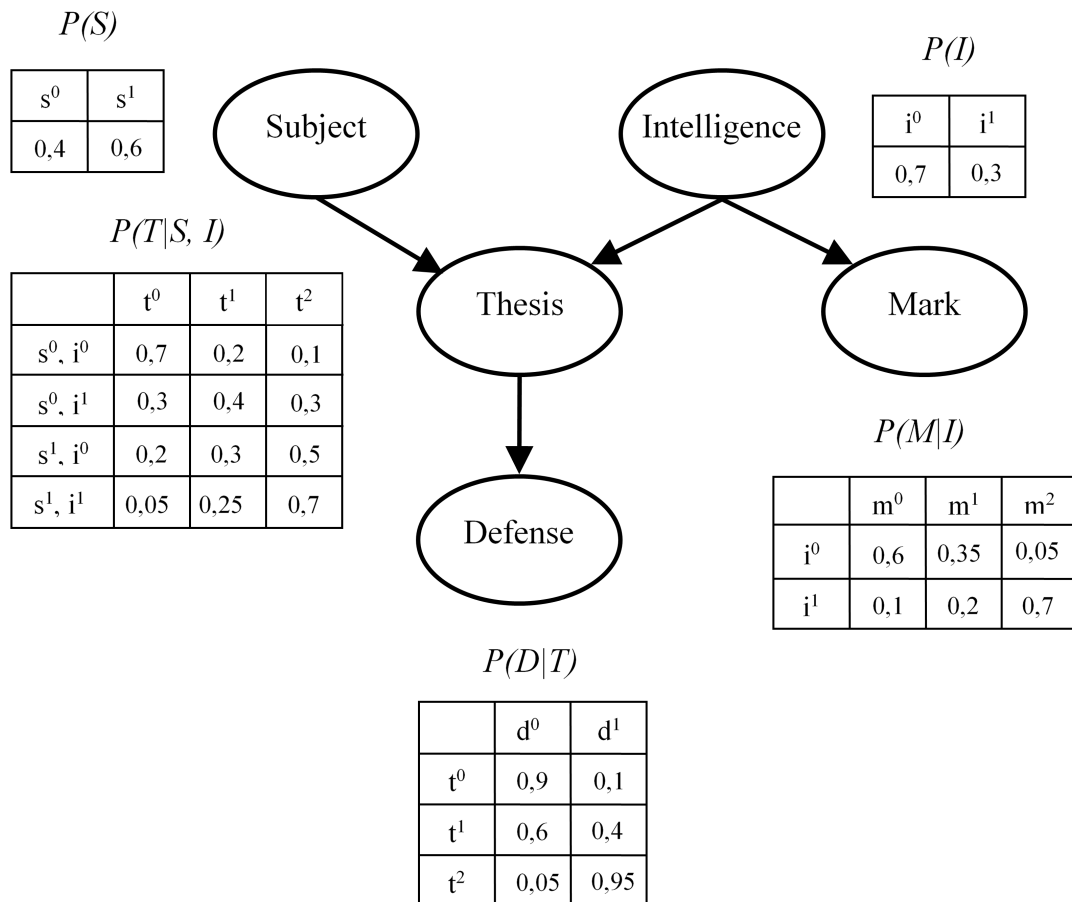 P(S)
s⁰ s¹
0,4 0,6
Subject
Intelligence
P(I)
i⁰ i¹
0,7 0,3
P(T|S, I)
t⁰ t¹ t²
s⁰, i⁰ 0,7 0,2 0,1
s⁰, i¹ 0,3 0,4 0,3
s¹, i⁰ 0,2 0,3 0,5
s¹, i¹ 0,05 0,25 0,7
Thesis
Mark
Defense
P(M|I)
m⁰ m¹ m²
i⁰ 0,6 0,35 0,05
i¹ 0,1 0,2 0,7
P(D|T)
d⁰ d¹
t⁰ 0,9 0,1
t¹ 0,6 0,4
t² 0,05 0,95